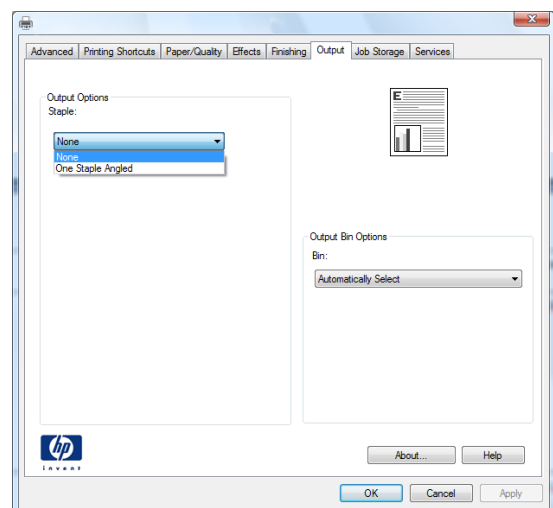 Advanced Printing Shortcuts Paper/Quality Effects Finishing Output Job Storage Services
Output Options
Staple:
None
None
One Staple Angled
E
Output Bin Options
Bin:
Automatically Select
hp
invent
About... Help
OK Cancel Apply